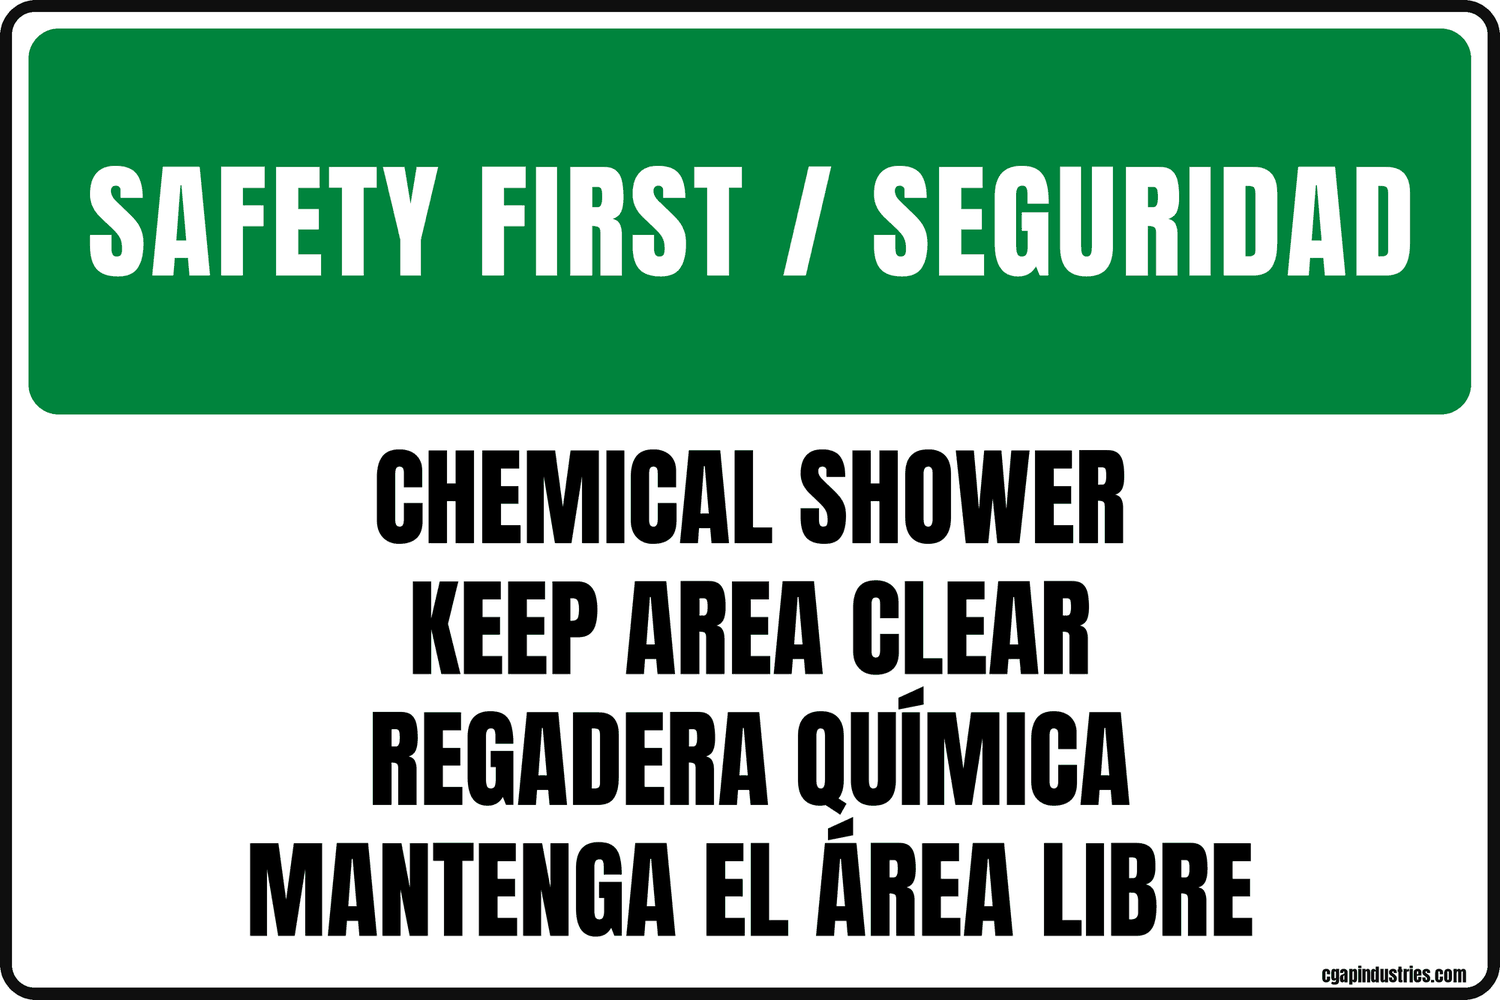 SAFETY FIRST / SEGURIDAD
CHEMICAL SHOWER
KEEP AREA CLEAR
REGADERA QUÍMICA
MANTENGA EL ÁREA LIBRE
cgapindustries.com